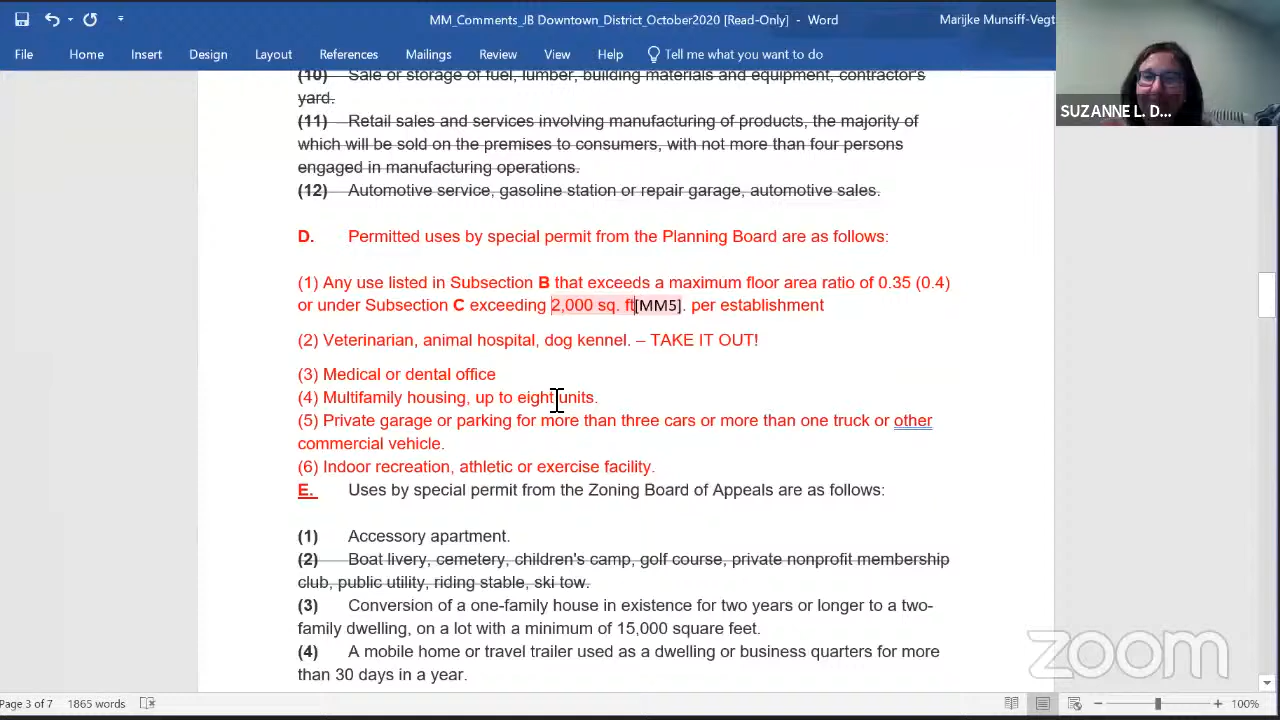 MM_Comments_JB Downtown_District_October2020 [Read-Only] - Word
Marijke Munsiff-Vegt
File Home Insert Design Layout References Mailings Review View Help Tell me what you want to do
SUZANNE L. D...
(10) Sale or storage of fuel, lumber, building materials and equipment, contractor's
yard.
(11) Retail sales and services involving manufacturing of products, the majority of
which will be sold on the premises to consumers, with not more than four persons
engaged in manufacturing operations.
(12) Automotive service, gasoline station or repair garage, automotive sales.
D. Permitted uses by special permit from the Planning Board are as follows:
(1) Any use listed in Subsection B that exceeds a maximum floor area ratio of 0.35 (0.4)
or under Subsection C exceeding 2,000 sq. ft[MM5]. per establishment
(2) Veterinarian, animal hospital, dog kennel. – TAKE IT OUT!
(3) Medical or dental office
(4) Multifamily housing, up to eight units.
(5) Private garage or parking for more than three cars or more than one truck or other
commercial vehicle.
(6) Indoor recreation, athletic or exercise facility.
E. Uses by special permit from the Zoning Board of Appeals are as follows:
(1) Accessory apartment.
(2) Boat livery, cemetery, children's camp, golf course, private nonprofit membership
club, public utility, riding stable, ski tow.
(3) Conversion of a one-family house in existence for two years or longer to a two-
family dwelling, on a lot with a minimum of 15,000 square feet.
(4) A mobile home or travel trailer used as a dwelling or business quarters for more
than 30 days in a year.
zoom
Page 3 of 7 1865 words
100%